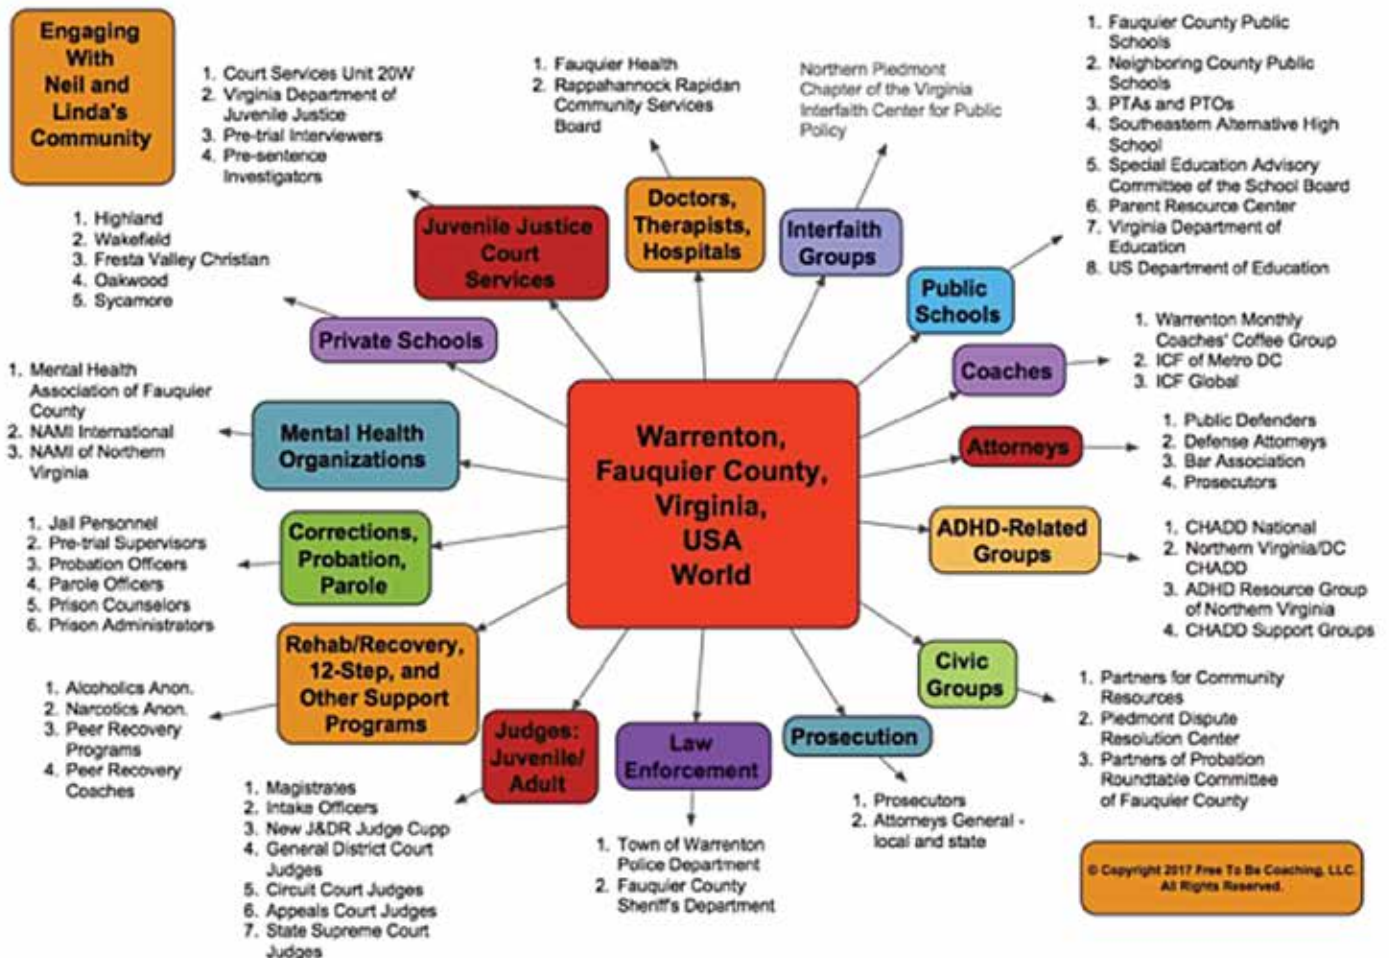 Engaging
With
Neil and
Linda's
Community
1. Court Services Unit 20W
2. Virginia Department of
Juvenile Justice
3. Pre-trial Interviewers
4. Pre-sentence
Investigators
1. Fauquier Health
2. Rappahannock Rapidan
Community Services
Board
Northern Piedmont
Chapter of the Virginia
Interfaith Center for Public
Policy
1. Fauquier County Public
Schools
2. Neighboring County Public
Schools
3. PTAs and PTOs
4. Southeastern Alternative High
School
5. Special Education Advisory
Committee of the School Board
6. Parent Resource Center
7. Virginia Department of
Education
8. US Department of Education
Juvenile Justice
Court
Services
Doctors,
Therapists,
Hospitals
Interfaith
Groups
Public
Schools
1. Highland
2. Wakefield
3. Fresta Valley Christian
4. Oakwood
5. Sycamore
Private Schools
Coaches
1. Warrenton Monthly
Coaches' Coffee Group
2. ICF of Metro DC
3. ICF Global
1. Mental Health
Association of Fauquier
County
2. NAMI International
3. NAMI of Northern
Virginia
Mental Health
Organizations
Warrenton,
Fauquier County,
Virginia,
USA
World
Attorneys
1. Public Defenders
2. Defense Attorneys
3. Bar Association
4. Prosecutors
1. Jail Personnel
2. Pre-trial Supervisors
3. Probation Officers
4. Parole Officers
5. Prison Counselors
6. Prison Administrators
Corrections,
Probation,
Parole
ADHD-Related
Groups
1. CHADD National
2. Northern Virginia/DC
CHADD
3. ADHD Resource Group
of Northern Virginia
4. CHADD Support Groups
Rehab/Recovery,
12-Step, and
Other Support
Programs
1. Alcoholics Anon.
2. Narcotics Anon.
3. Peer Recovery
Programs
4. Peer Recovery
Coaches
Civic
Groups
1. Partners for Community
Resources
2. Piedmont Dispute
Resolution Center
3. Partners of Probation
Roundtable Committee
of Fauquier County
Judges:
Juvenile/
Adult
Law
Enforcement
Prosecution
1. Magistrates
2. Intake Officers
3. New J&DR Judge Cupp
4. General District Court
Judges
5. Circuit Court Judges
6. Appeals Court Judges
7. State Supreme Court
Judges
1. Town of Warrenton
Police Department
2. Fauquier County
Sheriff's Department
1. Prosecutors
2. Attorneys General -
local and state
© Copyright 2017 Free To Be Coaching, LLC.
All Rights Reserved.